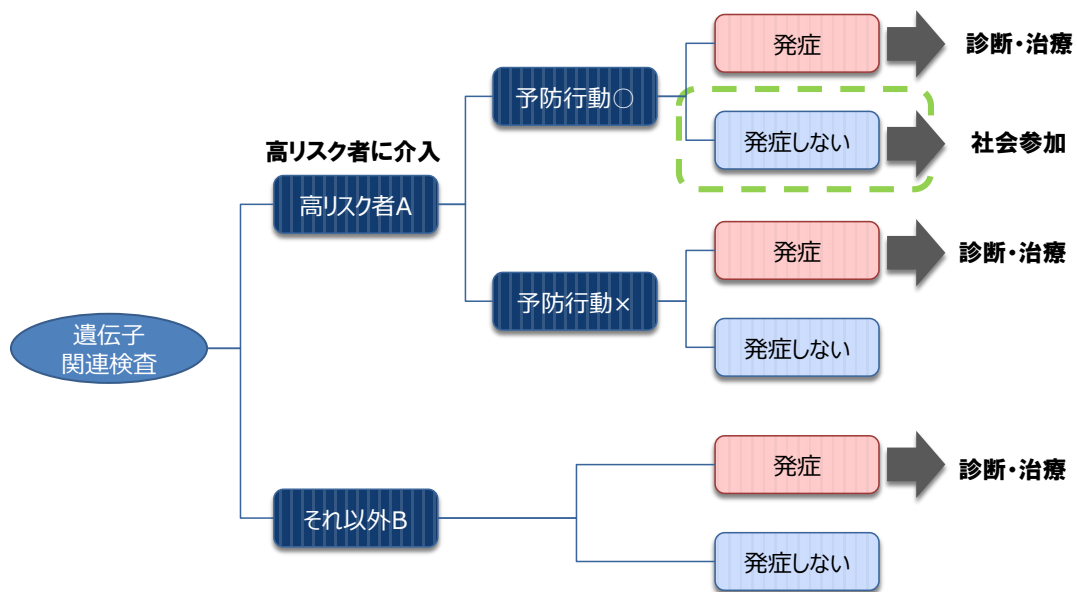 発症
診断・治療
予防行動○
発症しない
社会参加
高リスク者に介入
高リスク者A
発症
診断・治療
予防行動×
発症しない
遺伝子
関連検査
発症
診断・治療
それ以外B
発症しない